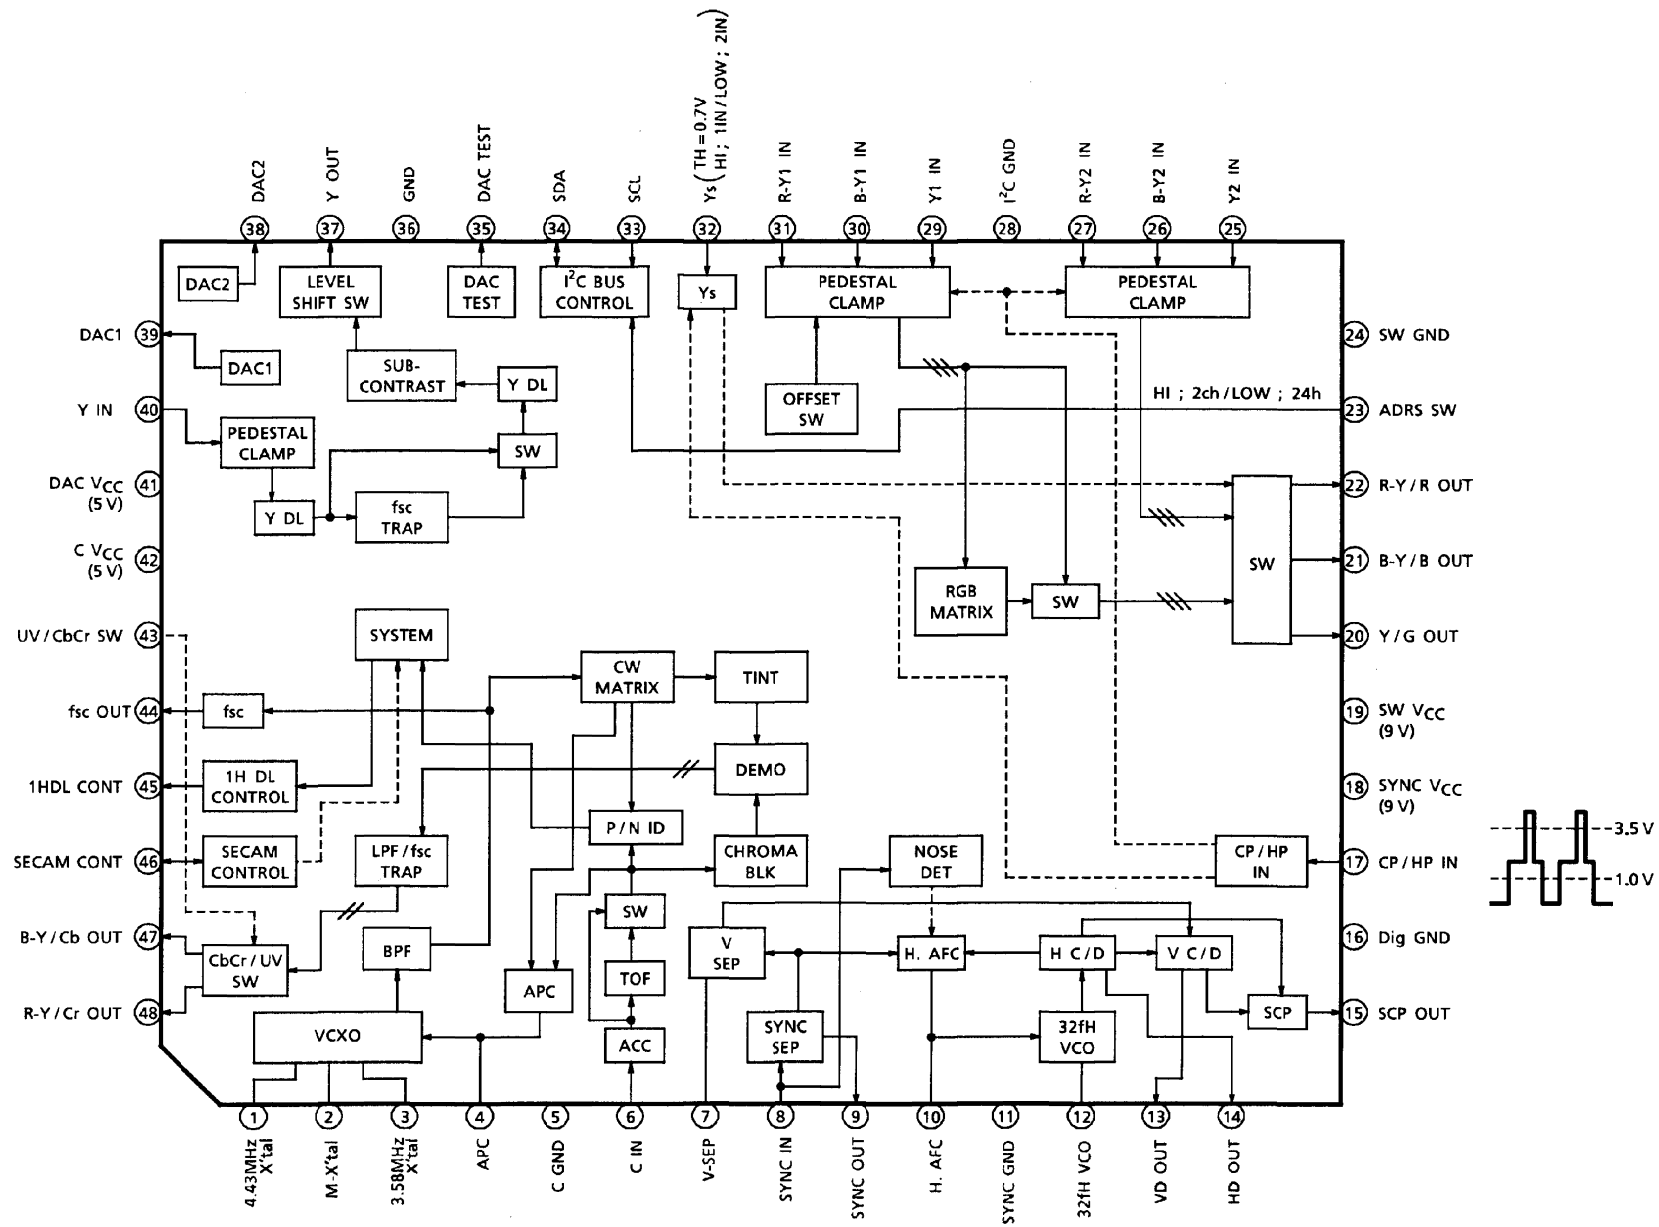 Ys (TH=0.7V
HI ; 1IN/LOW ; 2IN)
DAC2
Y OUT
GND
DAC TEST
SDA
SCL
R-Y1 IN
B-Y1 IN
Y1 IN
I²C GND
R-Y2 IN
B-Y2 IN
Y2 IN
38
37
36
35
34
33
32
31
30
29
28
27
26
25
DAC2
LEVEL
SHIFT SW
DAC
TEST
I²C BUS
CONTROL
Ys
PEDESTAL
CLAMP
PEDESTAL
CLAMP
DAC1
39
DAC1
SUB-
CONTRAST
Y DL
OFFSET
SW
24
SW GND
HI ; 2ch/LOW ; 24h
23
ADRS SW
Y IN
40
PEDESTAL
CLAMP
SW
DAC VCC
(5 V)
41
Y DL
fsc
TRAP
22
R-Y/R OUT
C VCC
(5 V)
42
RGB
MATRIX
SW
SW
21
B-Y/B OUT
UV/CbCr SW
43
SYSTEM
20
Y/G OUT
CW
MATRIX
TINT
fsc OUT
44
fsc
19
SW VCC
(9 V)
DEMO
1HDL CONT
45
1H DL
CONTROL
18
SYNC VCC
(9 V)
P/N ID
3.5 V
SECAM CONT
46
SECAM
CONTROL
LPF/fsc
TRAP
CHROMA
BLK
NOSE
DET
CP/HP
IN
17
CP/HP IN
1.0 V
SW
B-Y/Cb OUT
47
CbCr/UV
SW
BPF
V
SEP
H. AFC
H C/D
V C/D
16
Dig GND
APC
TOF
R-Y/Cr OUT
48
VCXO
ACC
SYNC
SEP
32fH
VCO
SCP
15
SCP OUT
1
2
3
4
5
6
7
8
9
10
11
12
13
14
4.43MHz
X'tal
M-X'tal
3.58MHz
X'tal
APC
C GND
C IN
V-SEP
SYNC IN
SYNC OUT
H. AFC
SYNC GND
32fH VCO
VD OUT
HD OUT